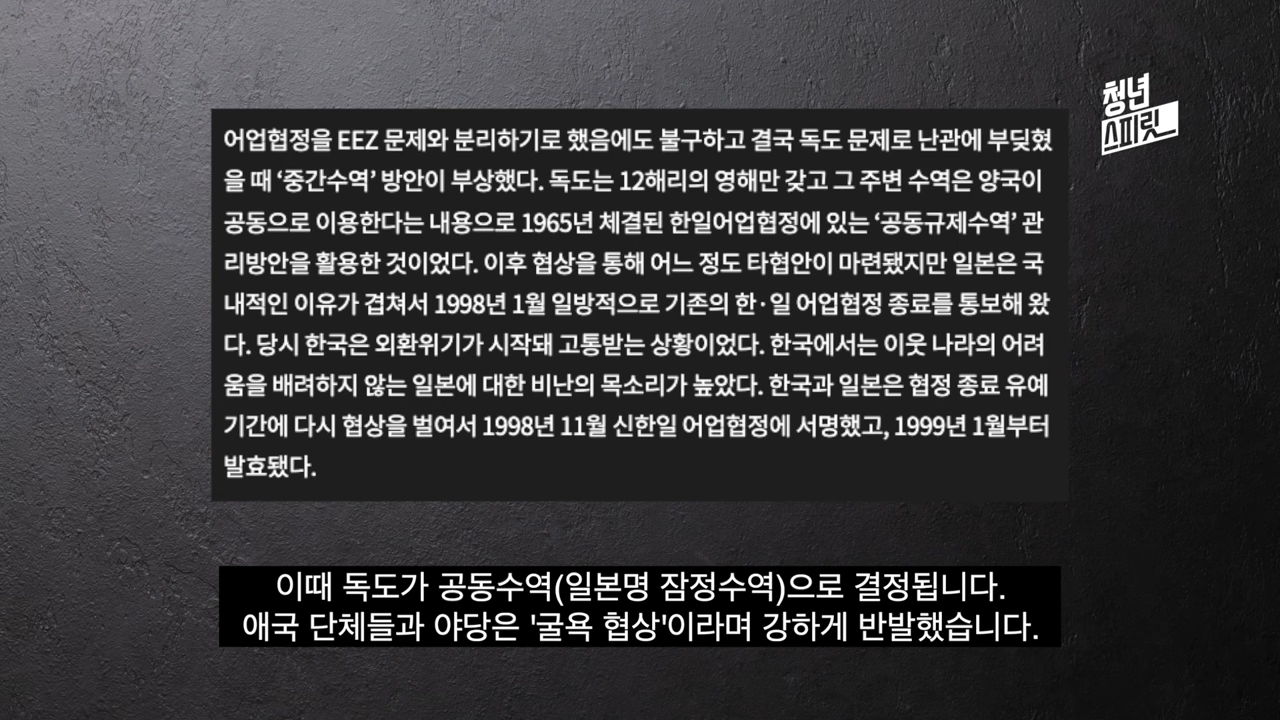 청년
스피릿
어업협정을 EEZ 문제와 분리하기로 했음에도 불구하고 결국 독도 문제로 난관에 부딪혔
을 때 ‘중간수역’ 방안이 부상했다. 독도는 12해리의 영해만 갖고 그 주변 수역은 양국이
공동으로 이용한다는 내용으로 1965년 체결된 한일어업협정에 있는 ‘공동규제수역’ 관
리방안을 활용한 것이었다. 이후 협상을 통해 어느 정도 타협안이 마련됐지만 일본은 국
내적인 이유가 겹쳐서 1998년 1월 일방적으로 기존의 한·일 어업협정 종료를 통보해 왔
다. 당시 한국은 외환위기가 시작돼 고통받는 상황이었다. 한국에서는 이웃 나라의 어려
움을 배려하지 않는 일본에 대한 비난의 목소리가 높았다. 한국과 일본은 협정 종료 유예
기간에 다시 협상을 벌여서 1998년 11월 신한일 어업협정에 서명했고, 1999년 1월부터
발효됐다.
이때 독도가 공동수역(일본명 잠정수역)으로 결정됩니다.
애국 단체들과 야당은 '굴욕 협상'이라며 강하게 반발했습니다.